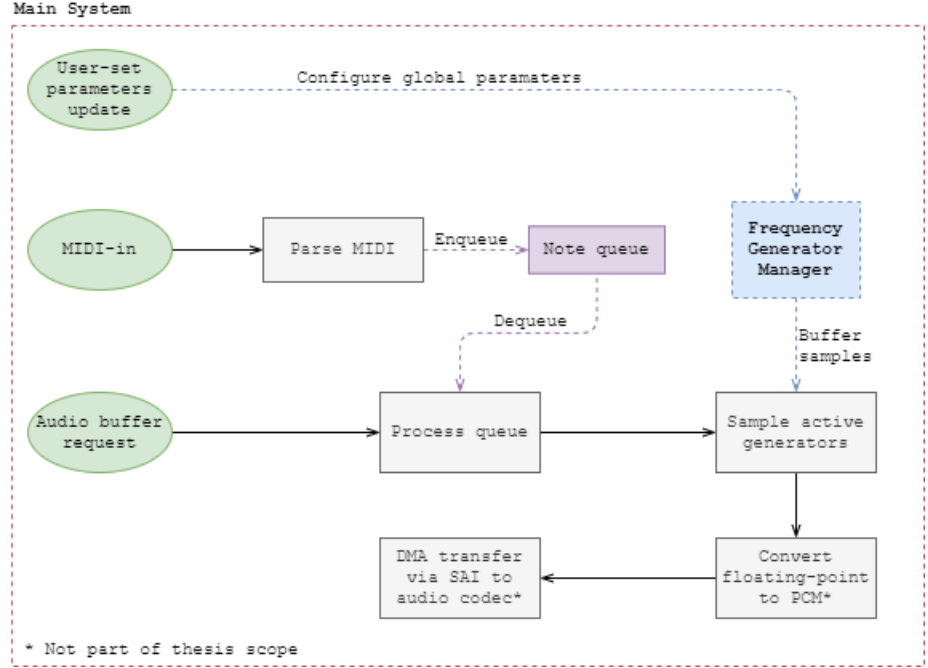 Main System
User-set
parameters
update
Configure global paramaters
MIDI-in
Parse MIDI
Enqueue
Note queue
Frequency
Generator
Manager
Dequeue
Buffer
samples
Audio buffer
request
Process queue
Sample active
generators
DMA transfer
via SAI to
audio codec*
Convert
floating-point
to PCM*
* Not part of thesis scope